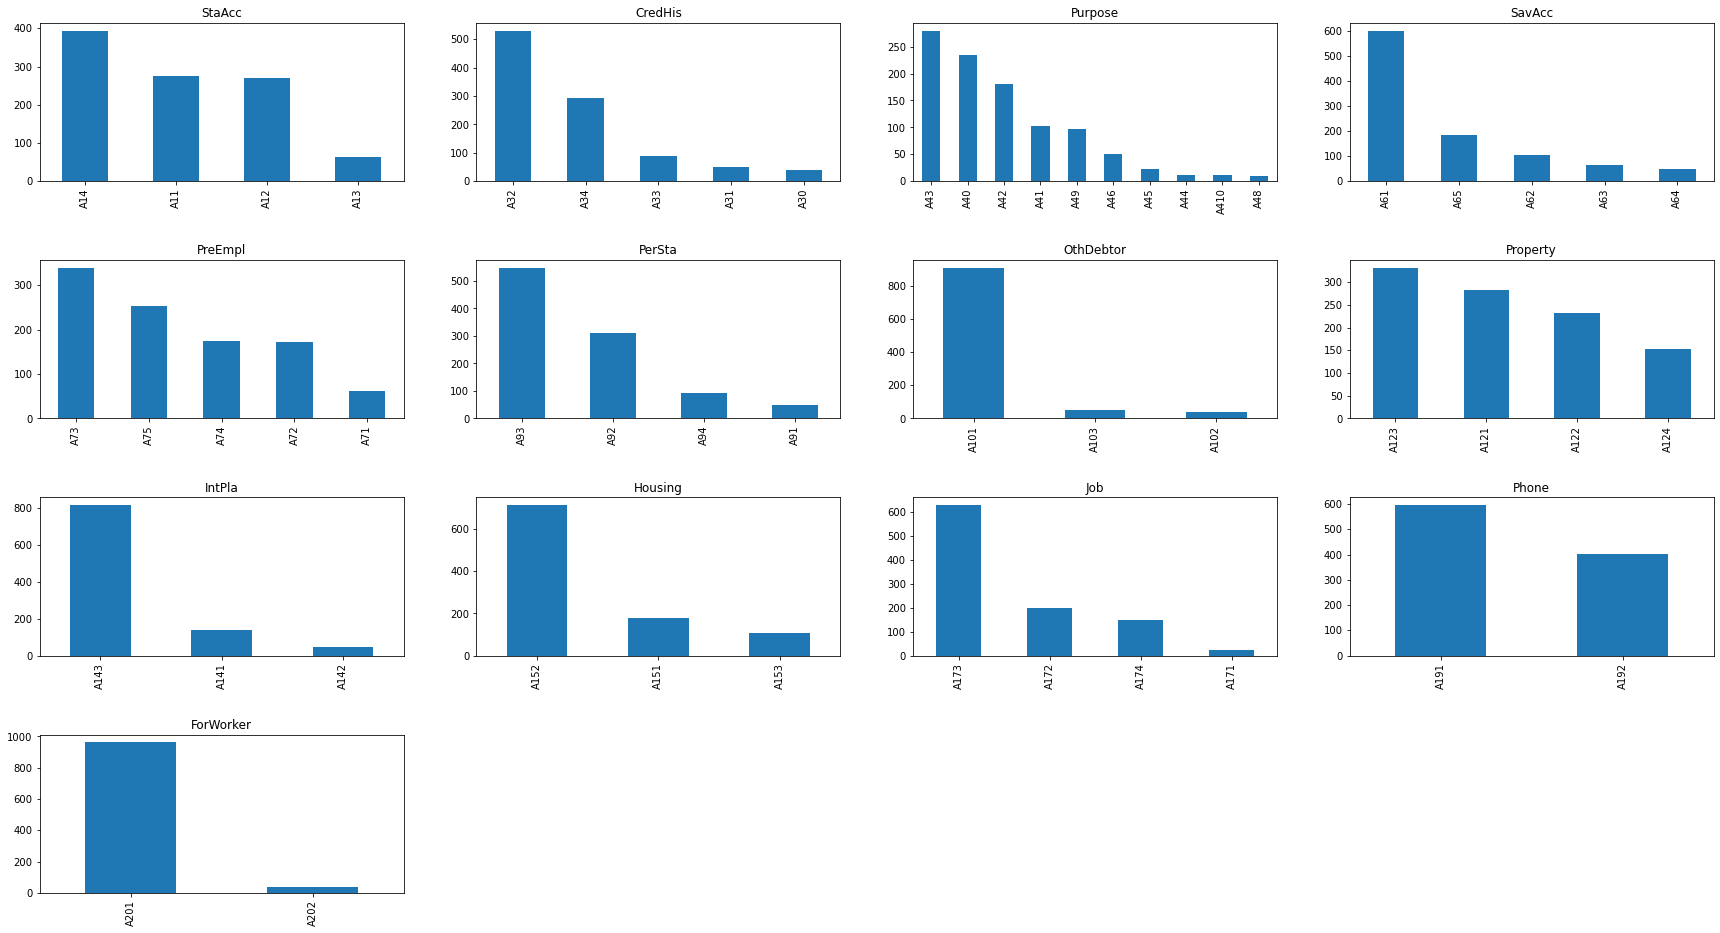 StaAcc
400
300
200
100
0
A14 A11 A12 A13
CredHis
500
400
300
200
100
0
A32 A34 A33 A31 A30
Purpose
250
200
150
100
50
0
A43 A40 A42 A41 A49 A46 A45 A44 A410 A48
SavAcc
600
500
400
300
200
100
0
A61 A65 A62 A63 A64
PreEmpl
300
200
100
0
A73 A75 A74 A72 A71
PerSta
500
400
300
200
100
0
A93 A92 A94 A91
OthDebtor
800
600
400
200
0
A101 A103 A102
Property
300
250
200
150
100
50
0
A123 A121 A122 A124
IntPla
800
600
400
200
0
A143 A141 A142
Housing
600
400
200
0
A152 A151 A153
Job
600
500
400
300
200
100
0
A173 A172 A174 A171
Phone
600
500
400
300
200
100
0
A191 A192
ForWorker
1000
800
600
400
200
0
A201 A202